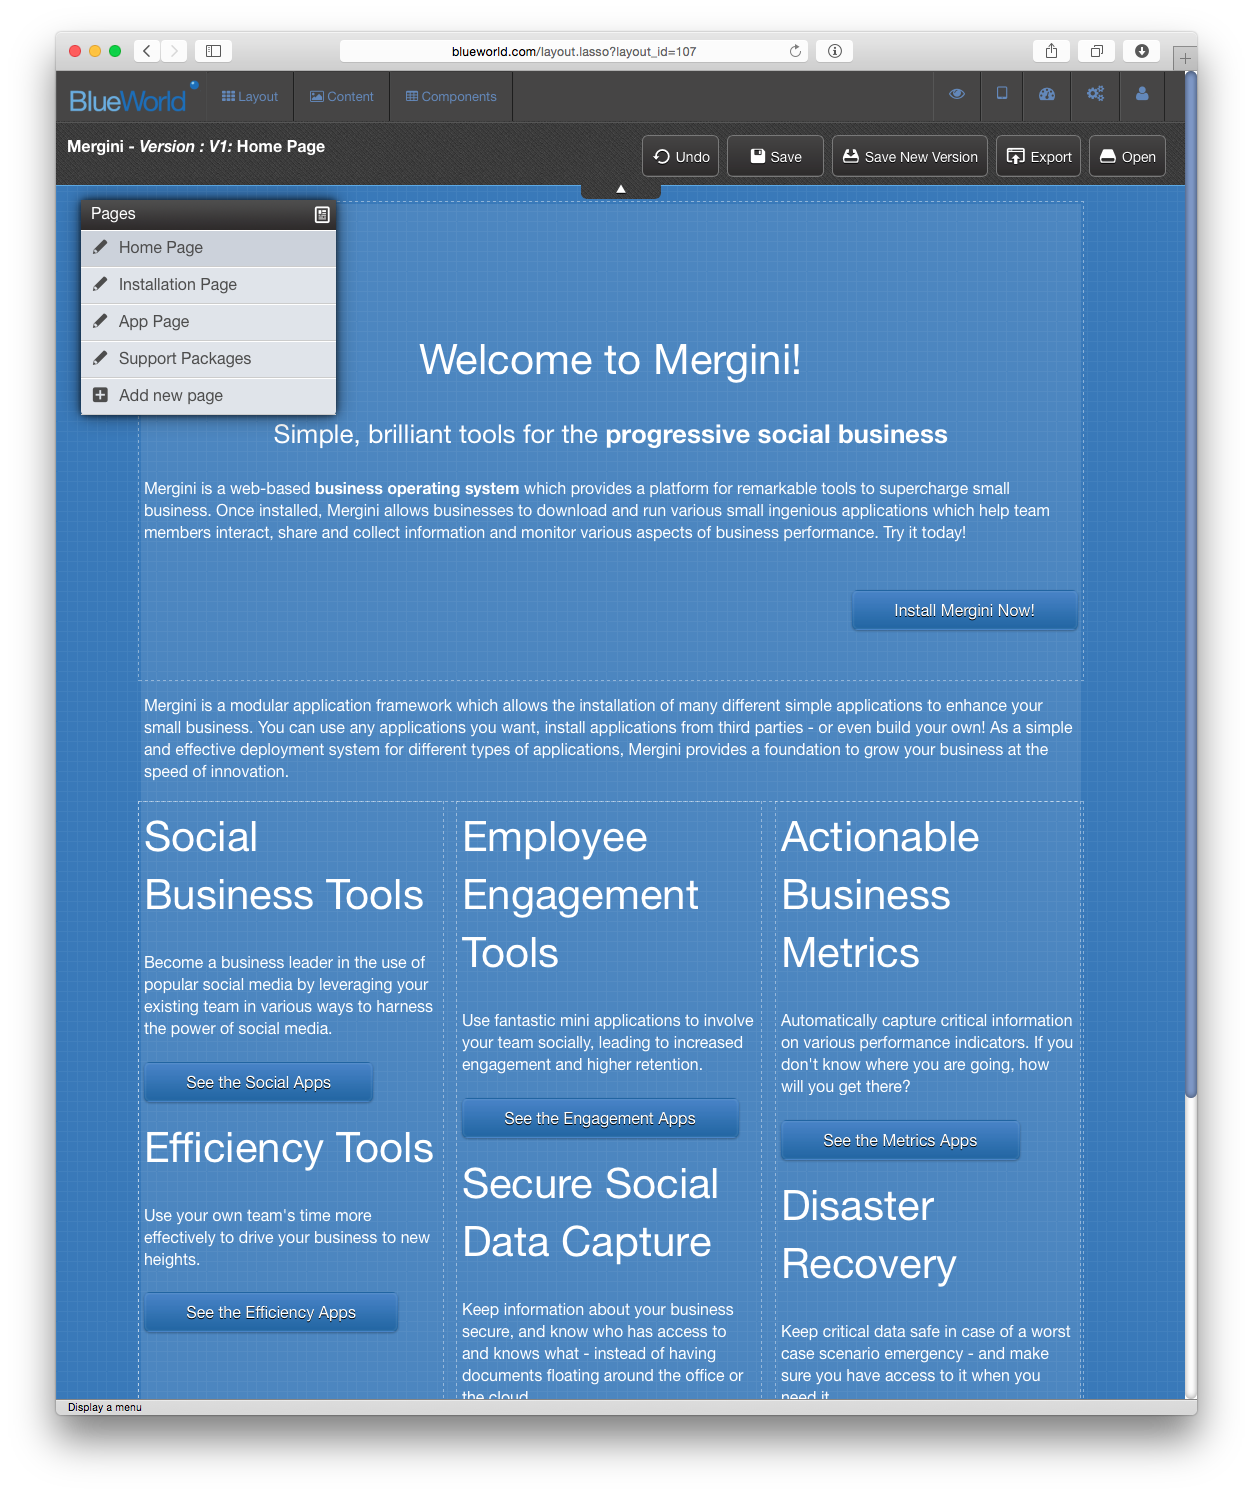 blueworld.com/layout.lasso?layout_id=107
BlueWorld
Layout
Content
Components
Mergini - Version : V1: Home Page
Undo
Save
Save New Version
Export
Open
Pages
Home Page
Installation Page
App Page
Support Packages
Add new page
Welcome to Mergini!
Simple, brilliant tools for the progressive social business
Mergini is a web-based business operating system which provides a platform for remarkable tools to supercharge small
business. Once installed, Mergini allows businesses to download and run various small ingenious applications which help team
members interact, share and collect information and monitor various aspects of business performance. Try it today!
Install Mergini Now!
Mergini is a modular application framework which allows the installation of many different simple applications to enhance your
small business. You can use any applications you want, install applications from third parties - or even build your own! As a simple
and effective deployment system for different types of applications, Mergini provides a foundation to grow your business at the
speed of innovation.
Social
Business Tools
Become a business leader in the use of
popular social media by leveraging your
existing team in various ways to harness
the power of social media.
See the Social Apps
Efficiency Tools
Use your own team's time more
effectively to drive your business to new
heights.
See the Efficiency Apps
Employee
Engagement
Tools
Use fantastic mini applications to involve
your team socially, leading to increased
engagement and higher retention.
See the Engagement Apps
Secure Social
Data Capture
Keep information about your business
secure, and know who has access to
and knows what - instead of having
documents floating around the office or
the cloud
Actionable
Business
Metrics
Automatically capture critical information
on various performance indicators. If you
don't know where you are going, how
will you get there?
See the Metrics Apps
Disaster
Recovery
Keep critical data safe in case of a worst
case scenario emergency - and make
sure you have access to it when you
need it
Display a menu